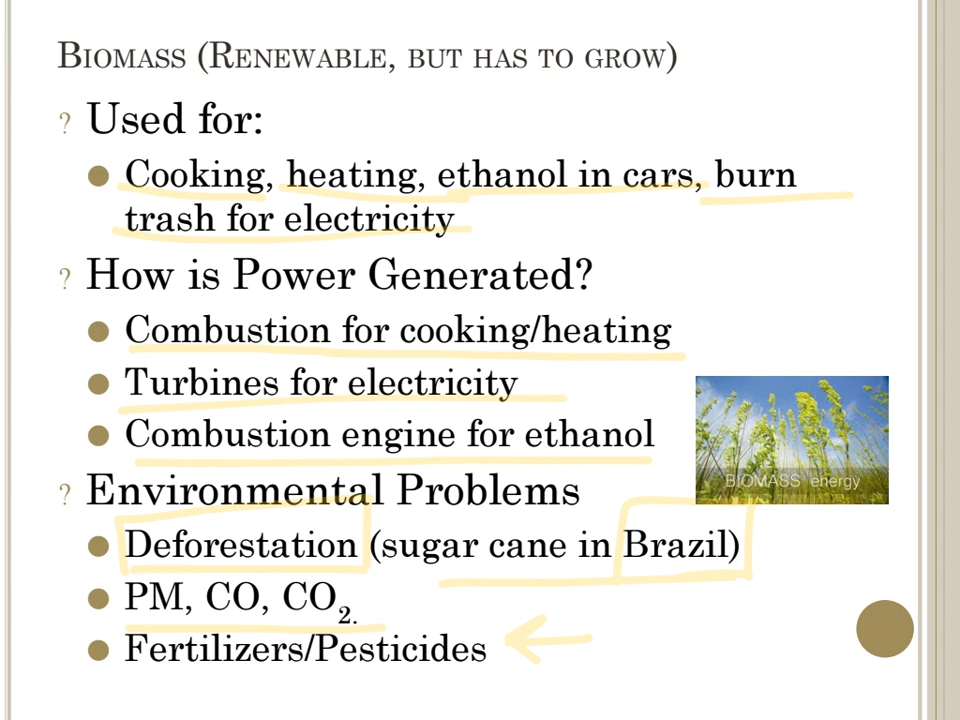 BIOMASS (RENEWABLE, BUT HAS TO GROW)
? Used for:
● Cooking, heating, ethanol in cars, burn
trash for electricity
? How is Power Generated?
● Combustion for cooking/heating
● Turbines for electricity
● Combustion engine for ethanol
BIOMASS energy
? Environmental Problems
● Deforestation (sugar cane in Brazil)
● PM, CO, CO₂.
● Fertilizers/Pesticides